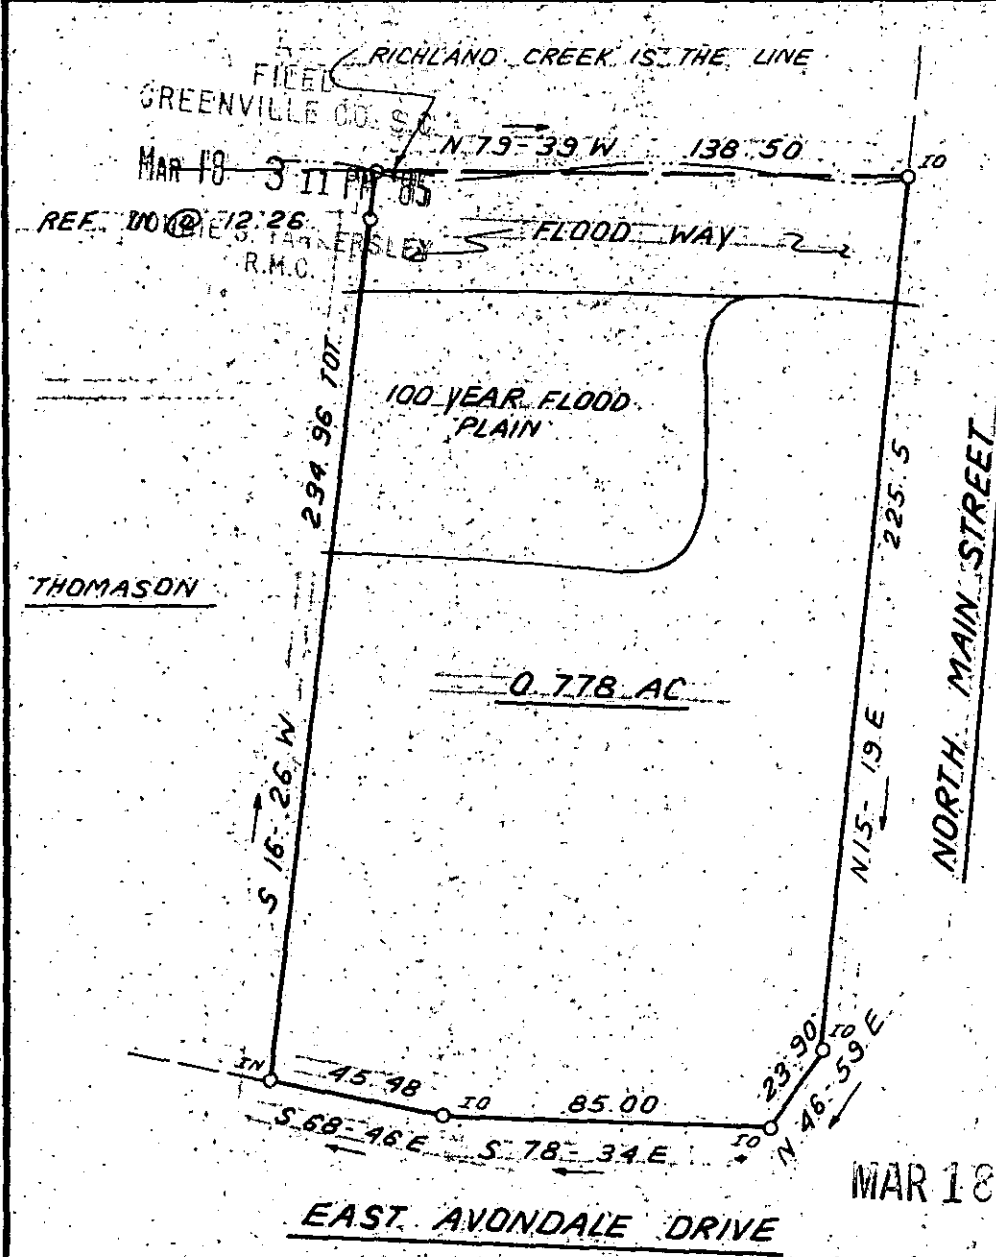 RICHLAND CREEK IS THE LINE
FILED
GREENVILLE CO. S.C.
N 79-39 W 138.50
IO
MAR 18 3 11 PM '85
REF. @ 12.26
R.M.C.
FLOOD WAY
100 YEAR FLOOD
PLAIN
234.96 TOT.
225.5
THOMASON
NORTH MAIN STREET
0.778 AC
S 16-26 W
N 15-19 E
IN
45.48
IO
85.00
IO
23.90
IO
N 46-59 E
S 68-46 E
S 78-34 E
MAR 18
EAST AVONDALE DRIVE